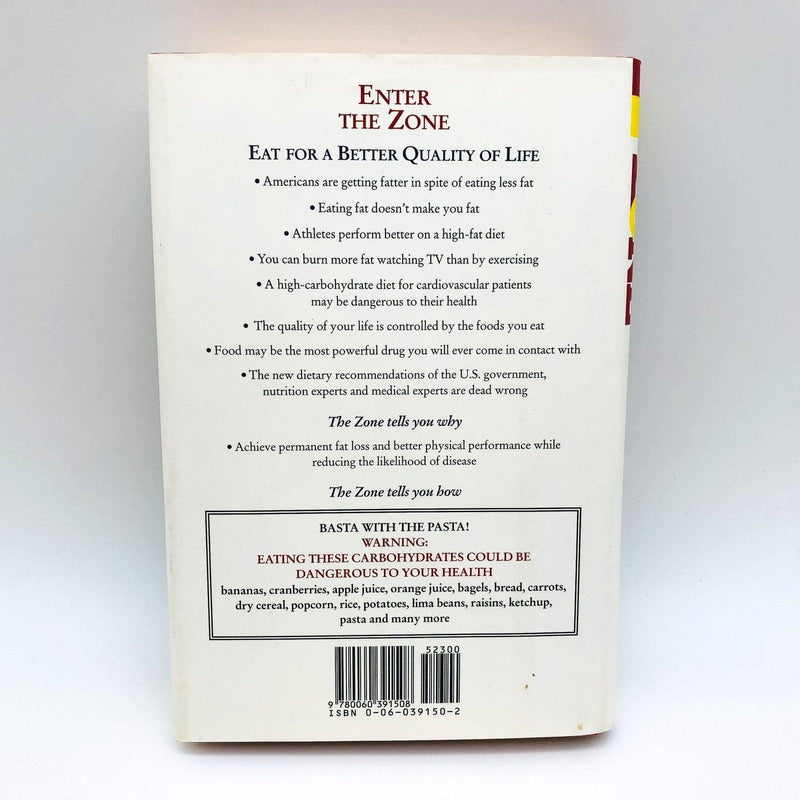 ENTER
THE ZONE
EAT FOR A BETTER QUALITY OF LIFE
• Americans are getting fatter in spite of eating less fat
• Eating fat doesn't make you fat
• Athletes perform better on a high-fat diet
• You can burn more fat watching TV than by exercising
• A high-carbohydrate diet for cardiovascular patients
may be dangerous to their health
• The quality of your life is controlled by the foods you eat
• Food may be the most powerful drug you will ever come in contact with
• The new dietary recommendations of the U.S. government,
nutrition experts and medical experts are dead wrong
The Zone tells you why
• Achieve permanent fat loss and better physical performance while
reducing the likelihood of disease
The Zone tells you how
BASTA WITH THE PASTA!
WARNING:
EATING THESE CARBOHYDRATES COULD BE
DANGEROUS TO YOUR HEALTH
bananas, cranberries, apple juice, orange juice, bagels, bread, carrots,
dry cereal, popcorn, rice, potatoes, lima beans, raisins, ketchup,
pasta and many more
52300
9 780060 391508
ISBN 0-06-039150-2